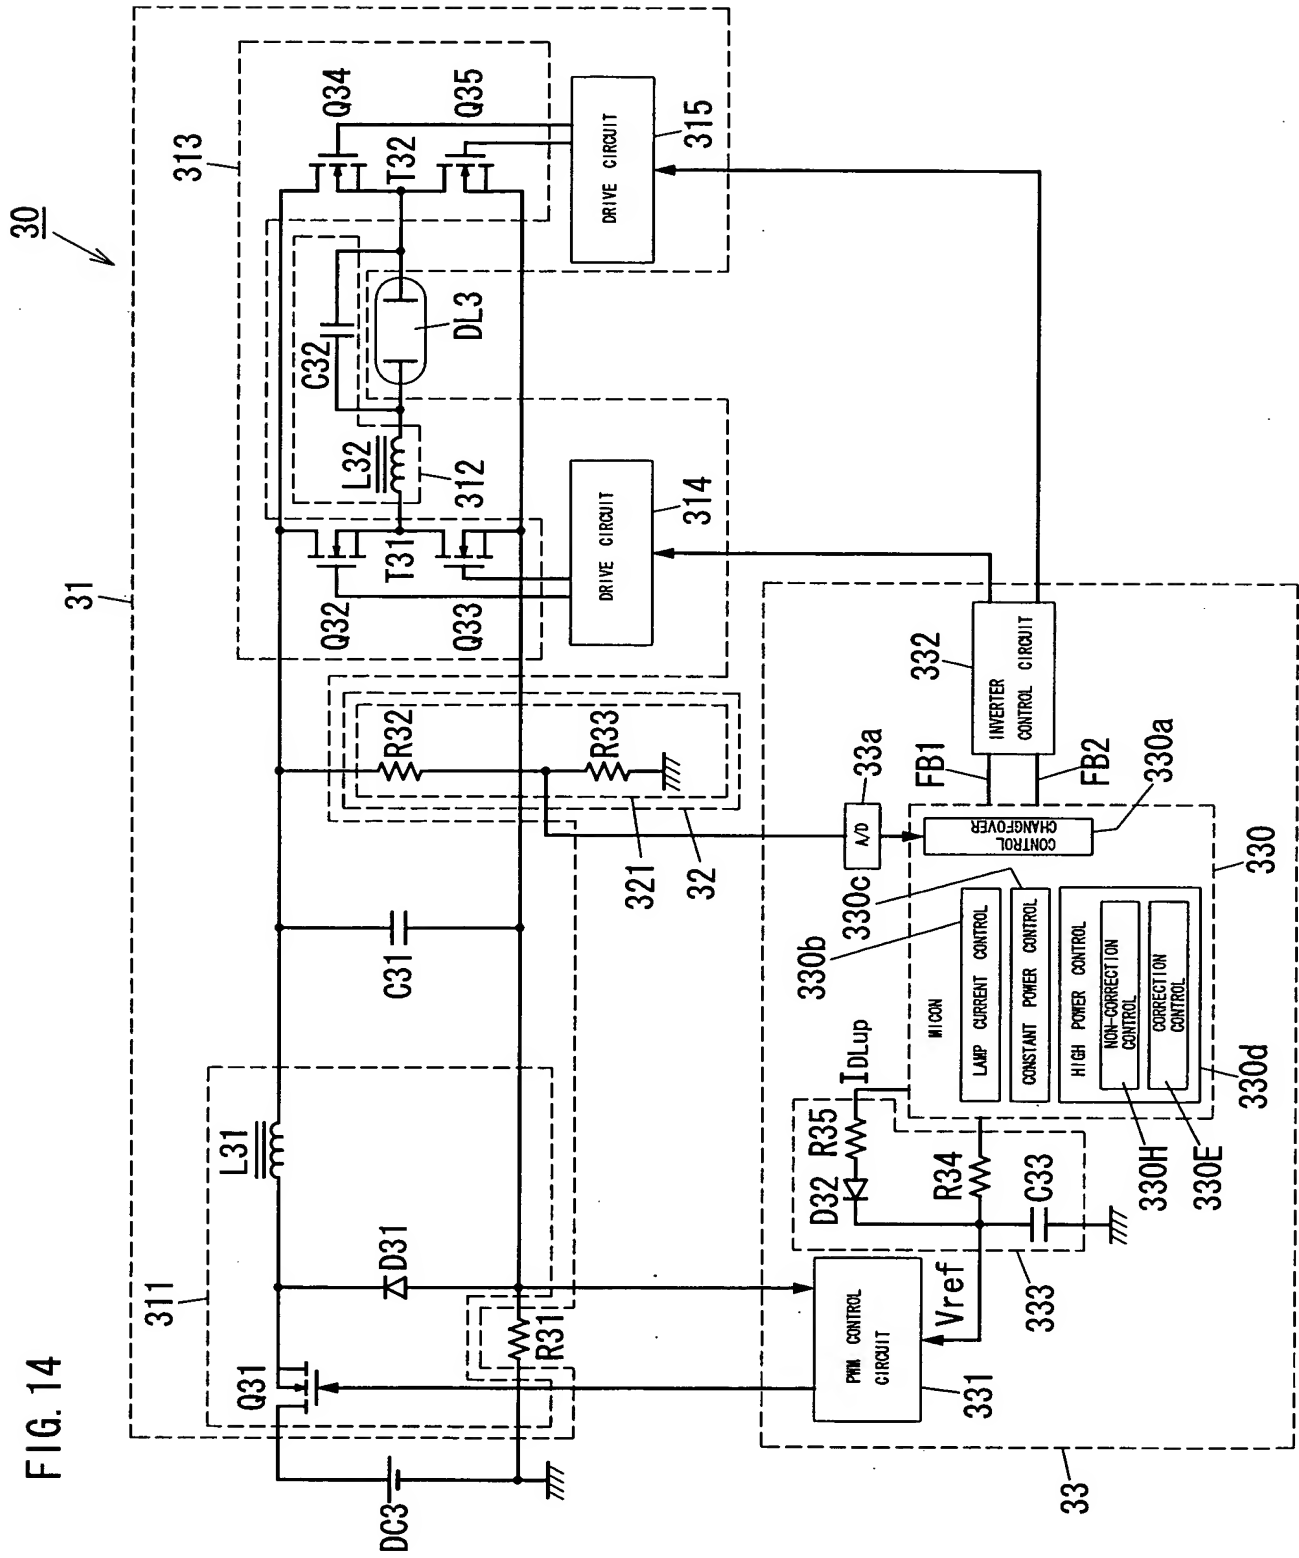 FIG. 14
30
31
311
Q31
L31
D31
R31
DC3
C31
313
Q32
Q33
T31
L32
312
C32
DL3
T32
Q34
Q35
DRIVE CIRCUIT
314
DRIVE CIRCUIT
315
R32
R33
321
32
33
PWM CONTROL
CIRCUIT
331
Vref
333
D32
R35
R34
C33
IDLup
MICON
330
LAMP CURRENT CONTROL
330b
CONSTANT POWER CONTROL
330c
HIGH POWER CONTROL
330d
NON-CORRECTION
CONTROL
330H
CORRECTION
CONTROL
330E
A/D
33a
CONTROL
CHANGFOVER
330a
FB1
FB2
INVERTER
CONTROL CIRCUIT
332